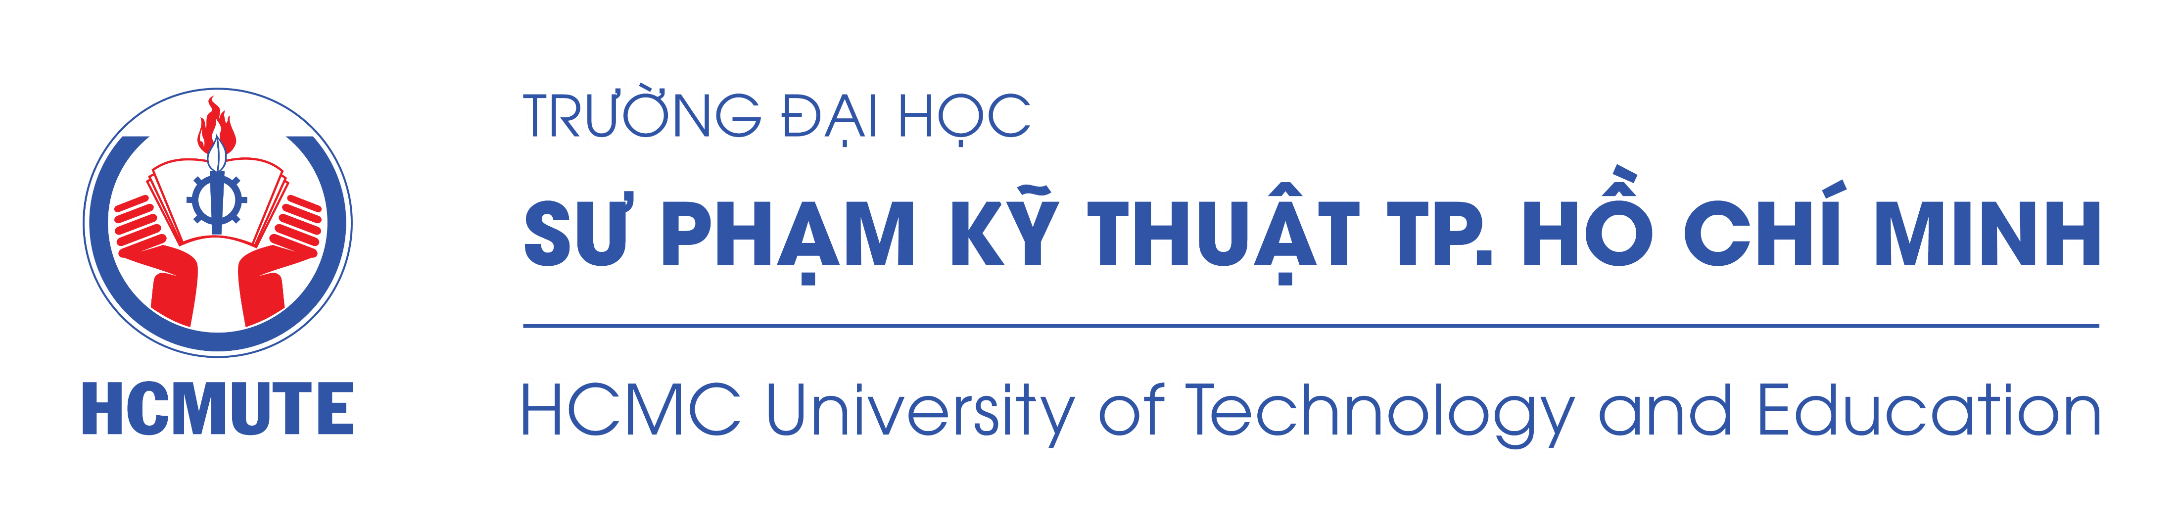 HCMUTE
TRƯỜNG ĐẠI HỌC
SƯ PHẠM KỸ THUẬT TP. HỒ CHÍ MINH
HCMC University of Technology and Education